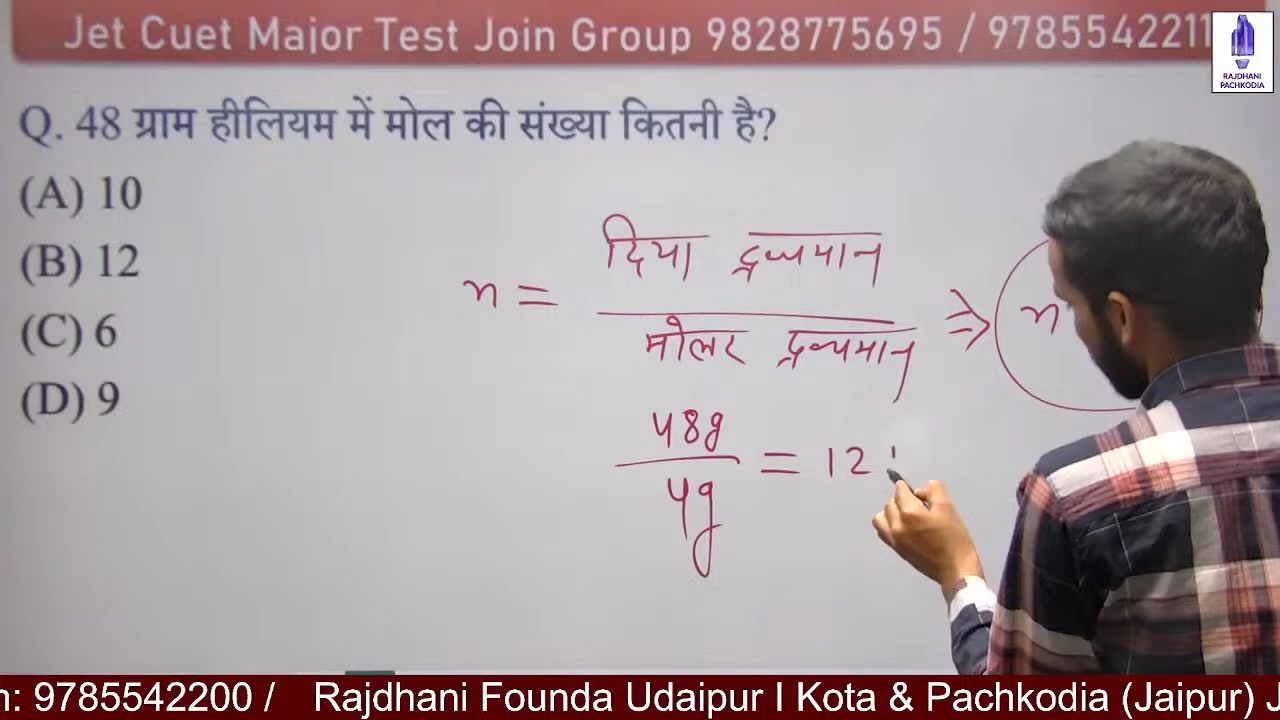 Jet Cuet Major Test Join Group 9828775695 / 9785542211
RAJDHANI
PACHKODIA
Q. 48 ग्राम हीलियम में मोल की संख्या कितनी है?
(A) 10
(B) 12
(C) 6
(D) 9
n = दिया द्रव्यमान
मोलर द्रव्यमान
⇒ n
48g
4g
= 12
n: 9785542200 / Rajdhani Founda Udaipur I Kota & Pachkodia (Jaipur) J